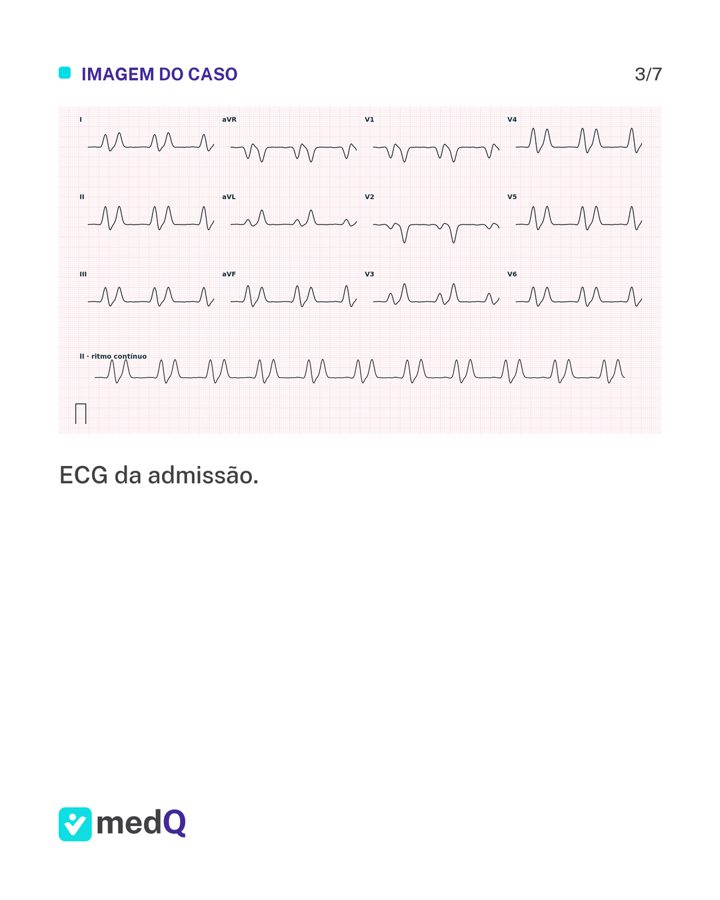 IMAGEM DO CASO
3/7
I
aVR
V1
V4
II
aVL
V2
V5
III
aVF
V3
V6
II · ritmo contínuo
ECG da admissão.
medQ